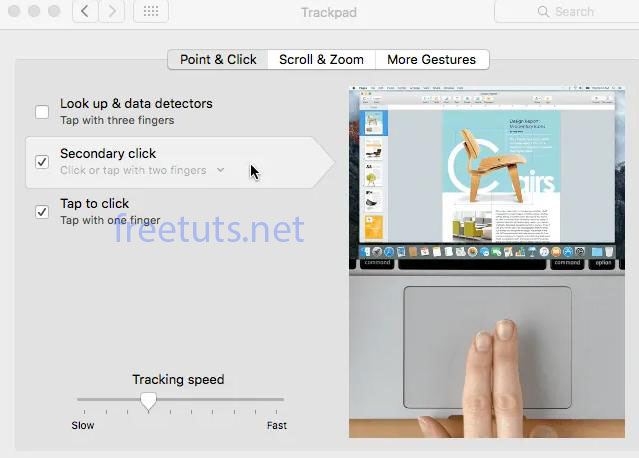 Trackpad
Search
Point & Click
Scroll & Zoom
More Gestures
Look up & data detectors
Tap with three fingers
Secondary click
Click or tap with two fingers
Tap to click
Tap with one finger
freetuts.net
Tracking speed
Slow
Fast
Design Report
Chairs
command
command
option